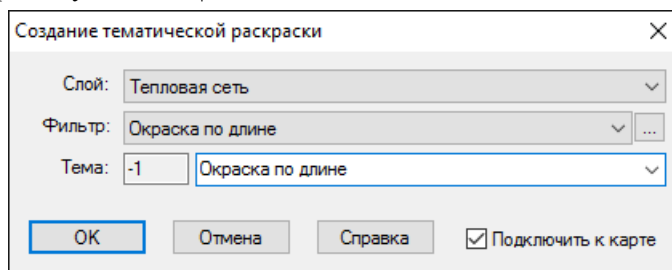 Создание тематической раскраски
Слой: Тепловая сеть
Фильтр: Окраска по длине ...
Тема: -1 Окраска по длине
OK Отмена Справка Подключить к карте